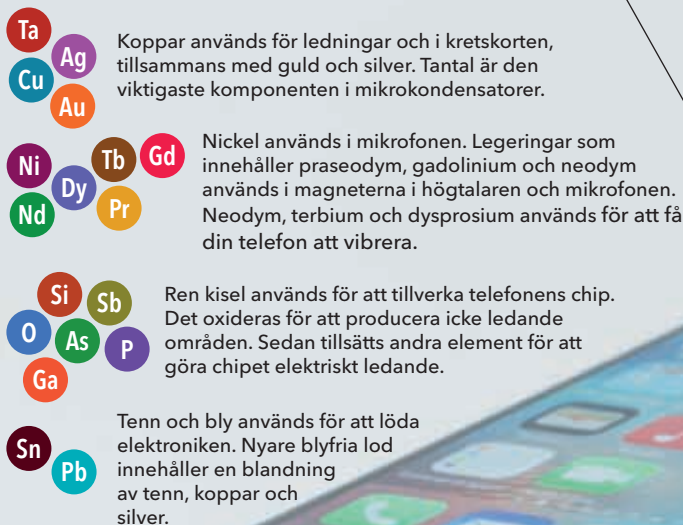 Ta
Ag
Cu
Au
Koppar används för ledningar och i kretskorten,
tillsammans med guld och silver. Tantal är den
viktigaste komponenten i mikrokondensatorer.
Ni
Tb
Gd
Dy
Nd
Pr
Nickel används i mikrofonen. Legeringar som
innehåller praseodym, gadolinium och neodym
används i magneterna i högtalaren och mikrofonen.
Neodym, terbium och dysprosium används för att få
din telefon att vibrera.
Si
Sb
O
As
P
Ga
Ren kisel används för att tillverka telefonens chip.
Det oxideras för att producera icke ledande
områden. Sedan tillsätts andra element för att
göra chipet elektriskt ledande.
Sn
Pb
Tenn och bly används för att löda
elektroniken. Nyare blyfria lod
innehåller en blandning
av tenn, koppar och
silver.